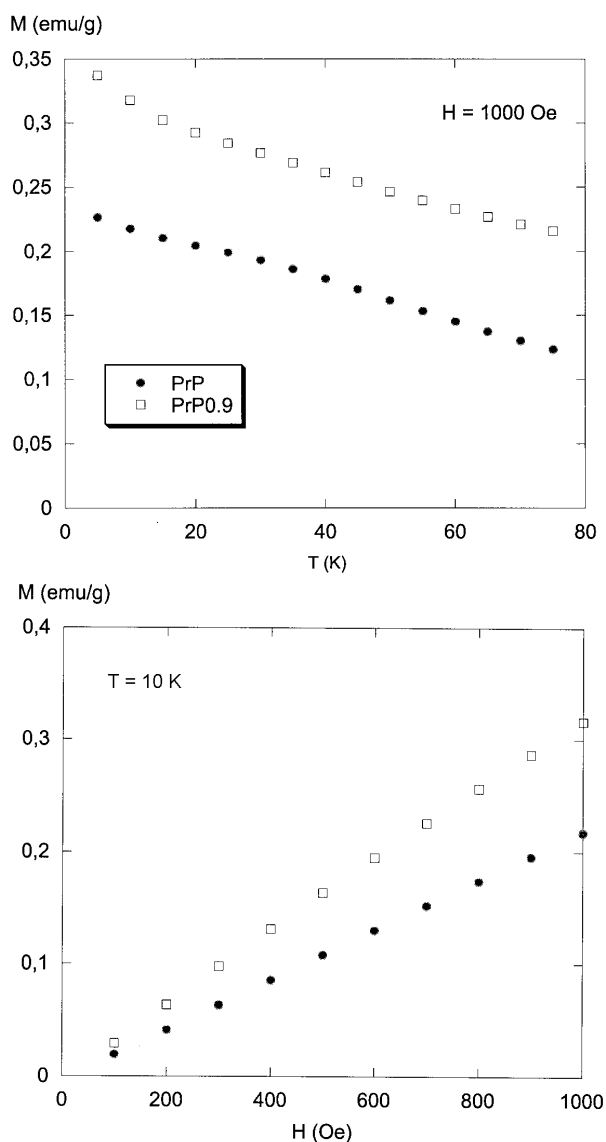 M (emu/g)
0,35
0,3
0,25
0,2
0,15
0,1
0,05
0
H = 1000 Oe
PrP
PrP0.9
0 20 40 60 80
T (K)
M (emu/g)
0,4
0,3
0,2
0,1
0
T = 10 K
0 200 400 600 800 1000
H (Oe)